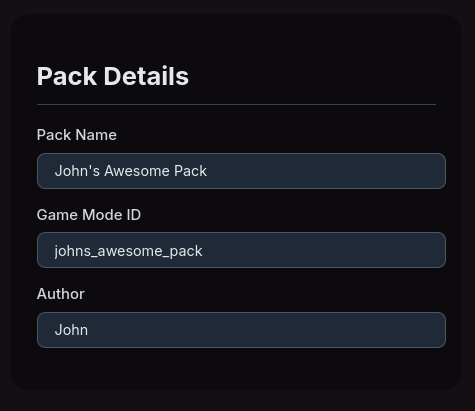 Pack Details
Pack Name
John's Awesome Pack
Game Mode ID
johns_awesome_pack
Author
John